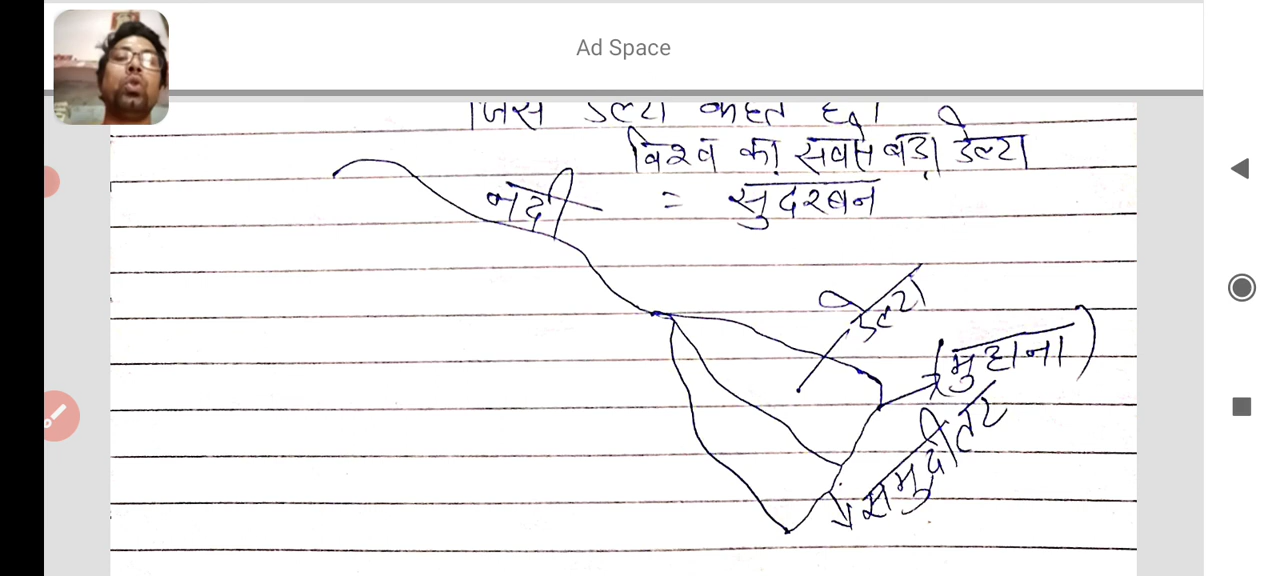 Ad Space
जिसे डेल्टा कहते है।
विश्व का सबसे बड़ा डेल्टा
नदी = सुदरबन
डेल्टा
(मुहाना)
समुद्रीतट